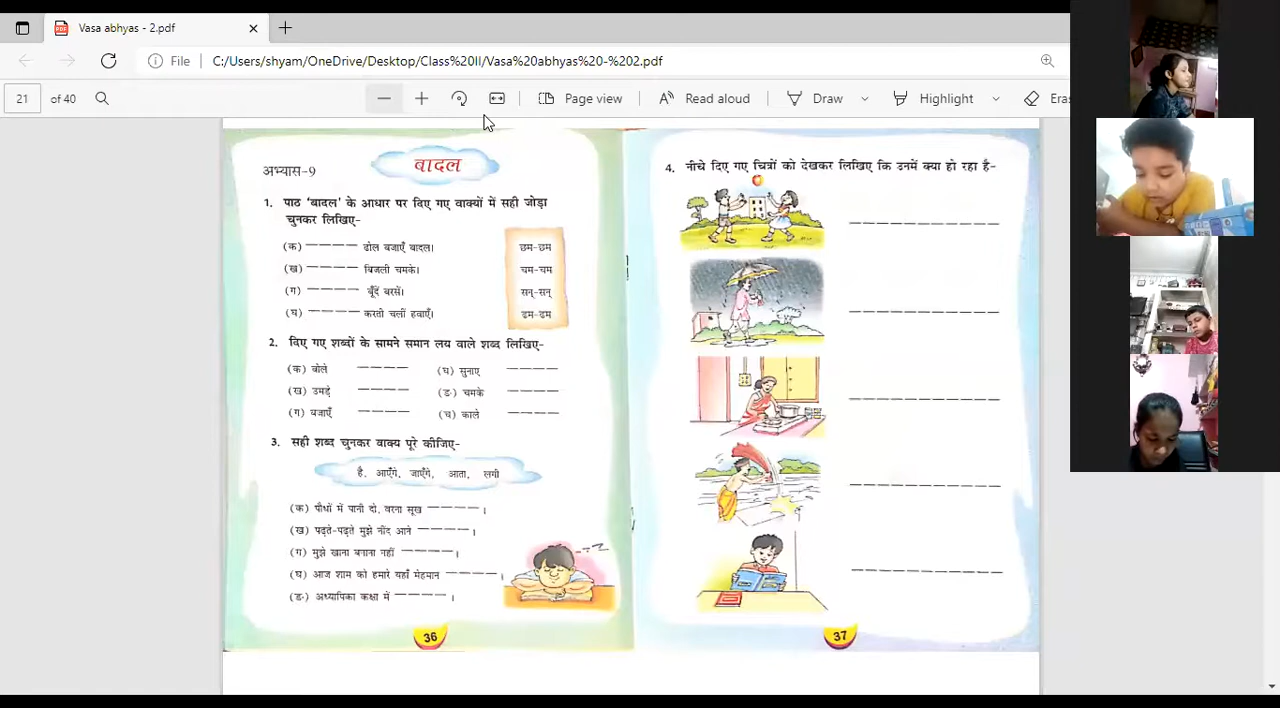 Vasa abhyas - 2.pdf
File C:/Users/shyam/OneDrive/Desktop/Class%20II/Vasa%20abhyas%20-%202.pdf
21 of 40 Page view Read aloud Draw Highlight Eras
अभ्यास-9 बादल
1. पाठ 'बादल' के आधार पर दिए गए वाक्यों में सही जोड़ा
चुनकर लिखिए-
(क) ———— ढोल बजाएँ बादल। छम-छम
(ख) ———— बिजली चमके। चम-चम
(ग) ———— बूँदें बरसें। सन्-सन्
(घ) ———— करती चलीं हवाएँ। ढम-ढम
2. दिए गए शब्दों के सामने समान लय वाले शब्द लिखिए-
(क) बोले ———— (घ) सुनाए ————
(ख) उमड़े ———— (ङ) चमके ————
(ग) बजाएँ ———— (च) काले ————
3. सही शब्द चुनकर वाक्य पूरे कीजिए-
है, आएँगे, जाएँगे, आता, लगी
(क) पौधों में पानी दो, वरना सूख ————।
(ख) पढ़ते-पढ़ते मुझे नींद आने ————।
(ग) मुझे खाना बनाना नहीं ————।
(घ) आज शाम को हमारे यहाँ मेहमान ————।
(ङ) अध्यापिका कक्षा में ————।
36
4. नीचे दिए गए चित्रों को देखकर लिखिए कि उनमें क्या हो रहा है-
37